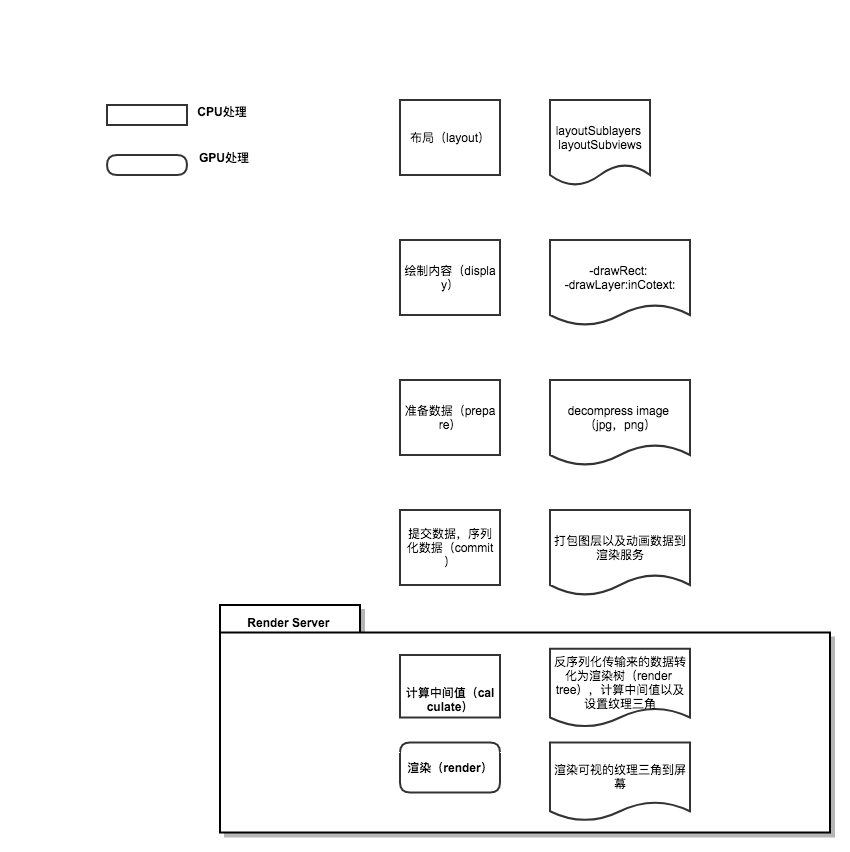 CPU处理
GPU处理
布局（layout）
layoutSublayers
layoutSubviews
绘制内容（displa
y）
-drawRect:
-drawLayer:inCotext:
准备数据（prepa
re）
decompress image
（jpg，png）
提交数据，序列
化数据（commit
）
打包图层以及动画数据到
渲染服务
Render Server
计算中间值（cal
culate）
反序列化传输来的数据转
化为渲染树（render
tree），计算中间值以及
设置纹理三角
渲染（render）
渲染可视的纹理三角到屏
幕